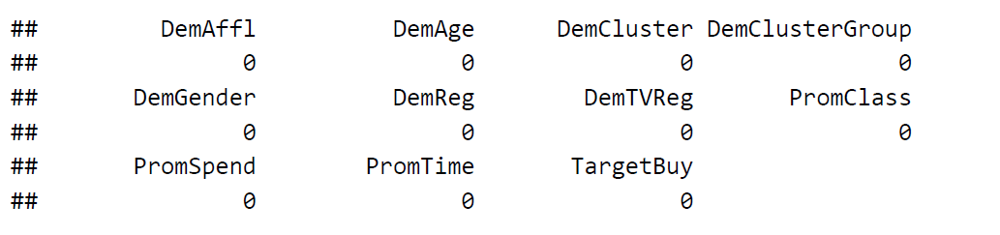 ##          DemAffl           DemAge       DemCluster DemClusterGroup
##                0                0                0               0
##        DemGender           DemReg         DemTVReg       PromClass
##                0                0                0               0
##        PromSpend         PromTime        TargetBuy
##                0                0                0